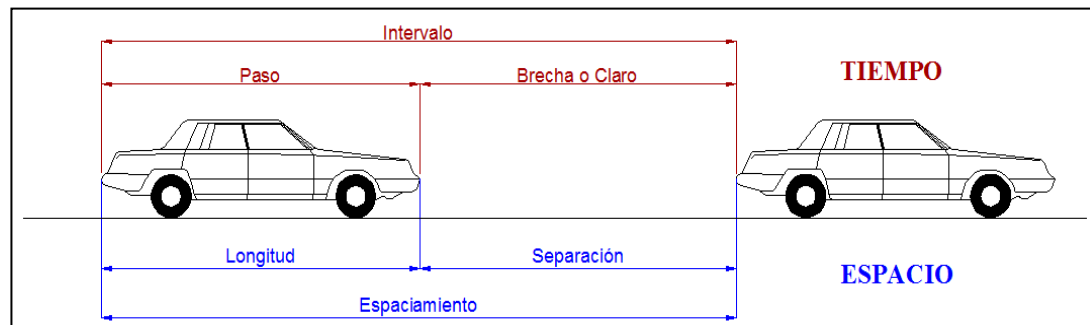 Intervalo
Paso
Brecha o Claro
TIEMPO
Longitud
Separación
ESPACIO
Espaciamiento